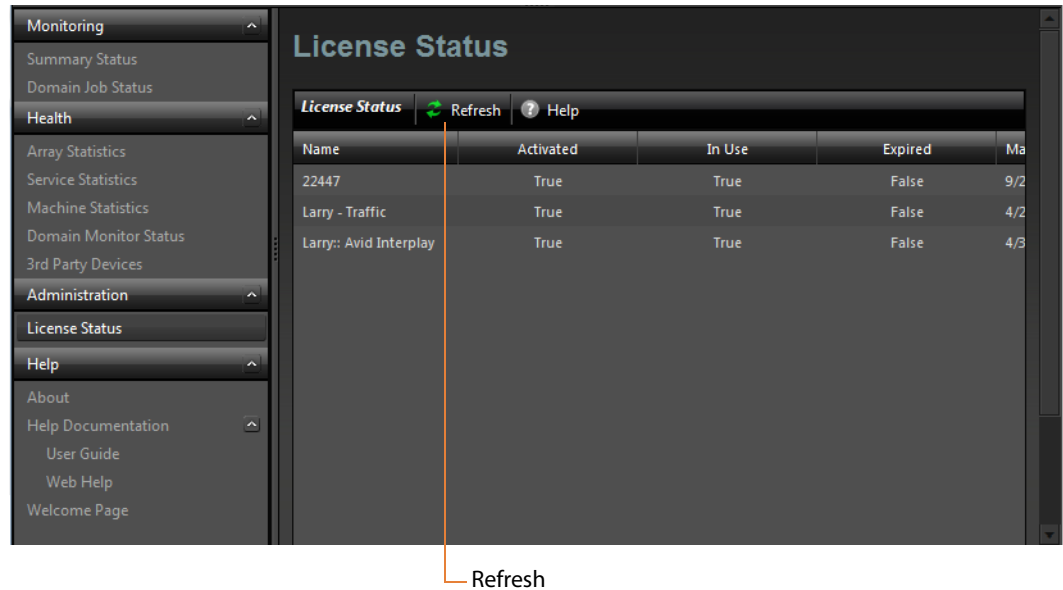 Monitoring
Summary Status
Domain Job Status
Health
Array Statistics
Service Statistics
Machine Statistics
Domain Monitor Status
3rd Party Devices
Administration
License Status
Help
About
Help Documentation
User Guide
Web Help
Welcome Page
License Status
License Status Refresh Help
Name Activated In Use Expired Ma
22447 True True False 9/2
Larry - Traffic True True False 4/2
Larry:: Avid Interplay True True False 4/3
Refresh